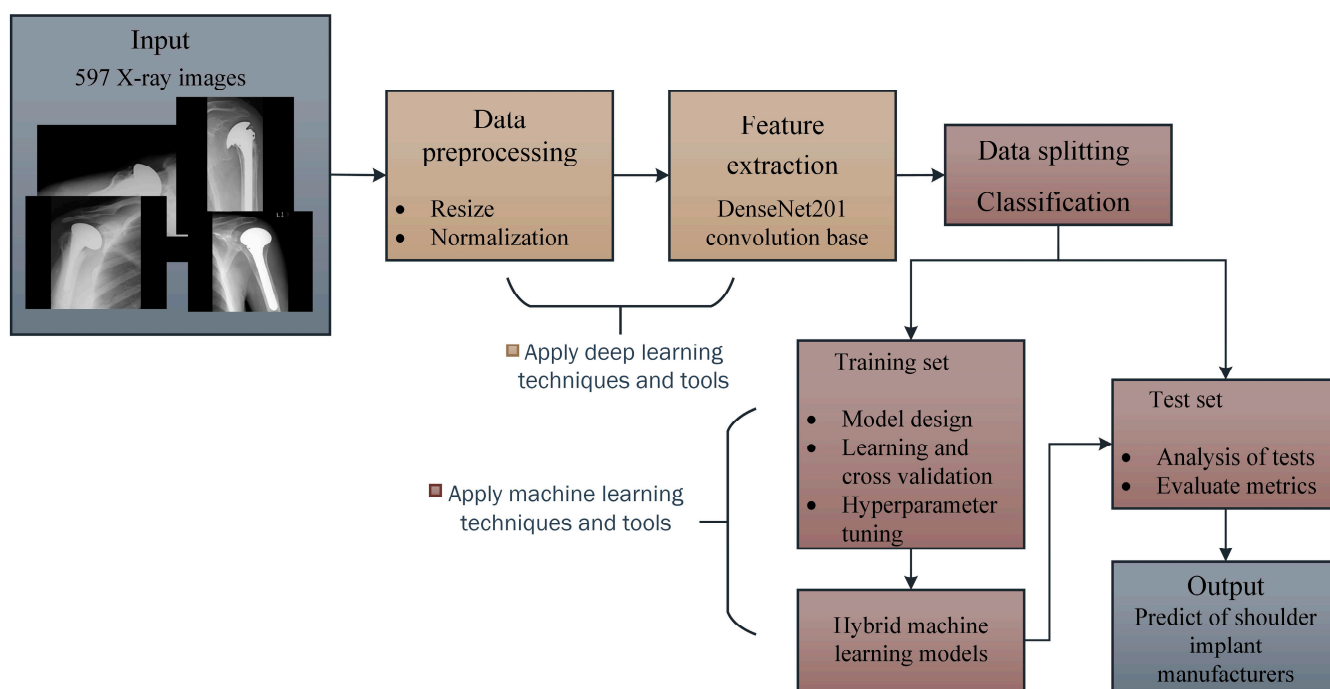 Input
597 X-ray images
Data
preprocessing
• Resize
• Normalization
Feature
extraction
DenseNet201
convolution base
Data splitting
Classification
Apply deep learning
techniques and tools
Training set
• Model design
• Learning and
cross validation
• Hyperparameter
tuning
Apply machine learning
techniques and tools
Hybrid machine
learning models
Test set
• Analysis of tests
• Evaluate metrics
Output
Predict of shoulder
implant
manufacturers